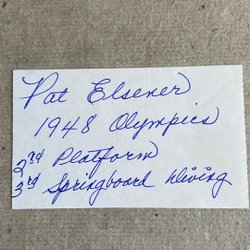 Pat Elsener
1948 Olympics
2nd Platform
3rd Springboard Diving